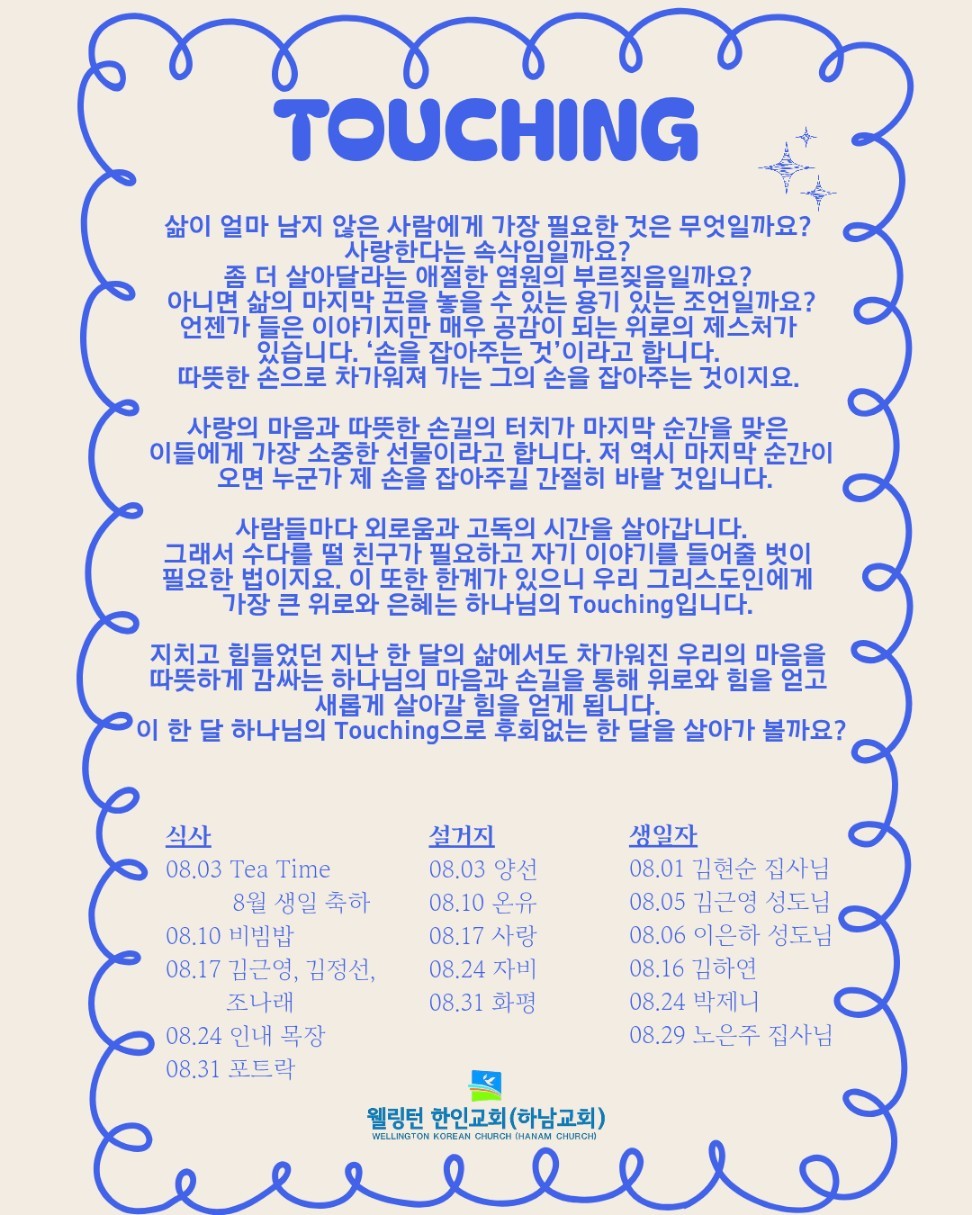 TOUCHING
삶이 얼마 남지 않은 사람에게 가장 필요한 것은 무엇일까요?
사랑한다는 속삭임일까요?
좀 더 살아달라는 애절한 염원의 부르짖음일까요?
아니면 삶의 마지막 끈을 놓을 수 있는 용기 있는 조언일까요?
언젠가 들은 이야기지만 매우 공감이 되는 위로의 제스처가
있습니다. ‘손을 잡아주는 것’이라고 합니다.
따뜻한 손으로 차가워져 가는 그의 손을 잡아주는 것이지요.
사랑의 마음과 따뜻한 손길의 터치가 마지막 순간을 맞은
이들에게 가장 소중한 선물이라고 합니다. 저 역시 마지막 순간이
오면 누군가 제 손을 잡아주길 간절히 바랄 것입니다.
사람들마다 외로움과 고독의 시간을 살아갑니다.
그래서 수다를 떨 친구가 필요하고 자기 이야기를 들어줄 벗이
필요한 법이지요. 이 또한 한계가 있으니 우리 그리스도인에게
가장 큰 위로와 은혜는 하나님의 Touching입니다.
지치고 힘들었던 지난 한 달의 삶에서도 차가워진 우리의 마음을
따뜻하게 감싸는 하나님의 마음과 손길을 통해 위로와 힘을 얻고
새롭게 살아갈 힘을 얻게 됩니다.
이 한 달 하나님의 Touching으로 후회없는 한 달을 살아가 볼까요?
식사
08.03 Tea Time
8월 생일 축하
08.10 비빔밥
08.17 김근영, 김정선,
조나래
08.24 인내 목장
08.31 포트락
설거지
08.03 양선
08.10 온유
08.17 사랑
08.24 자비
08.31 화평
생일자
08.01 김현순 집사님
08.05 김근영 성도님
08.06 이은하 성도님
08.16 김하연
08.24 박제니
08.29 노은주 집사님
웰링턴 한인교회(하남교회)
WELLINGTON KOREAN CHURCH (HANAM CHURCH)